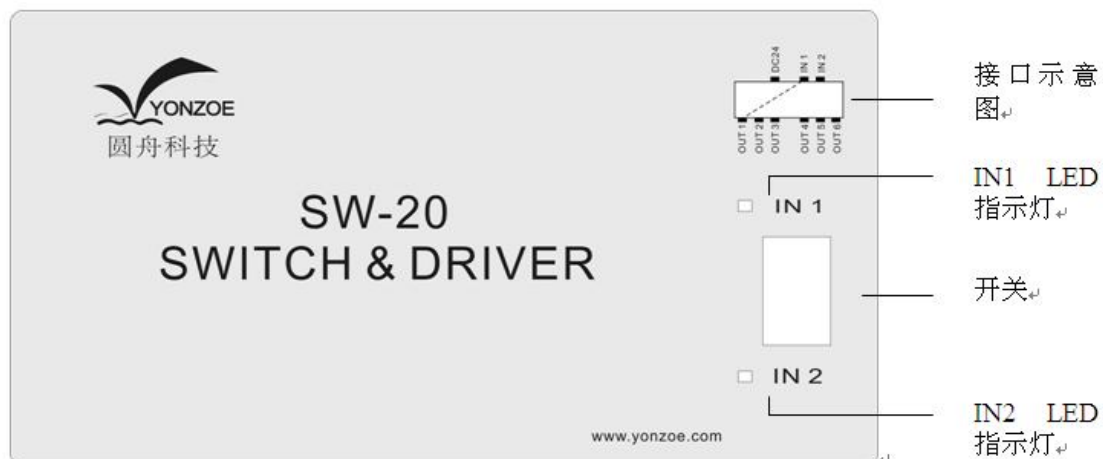 YONZOE
圆舟科技
SW-20
SWITCH & DRIVER
DC24
IN 1
IN 2
OUT 1
OUT 2
OUT 3
OUT 4
OUT 5
OUT 6
IN 1
IN 2
www.yonzoe.com
接口示意
图
IN1 LED
指示灯
开关
IN2 LED
指示灯